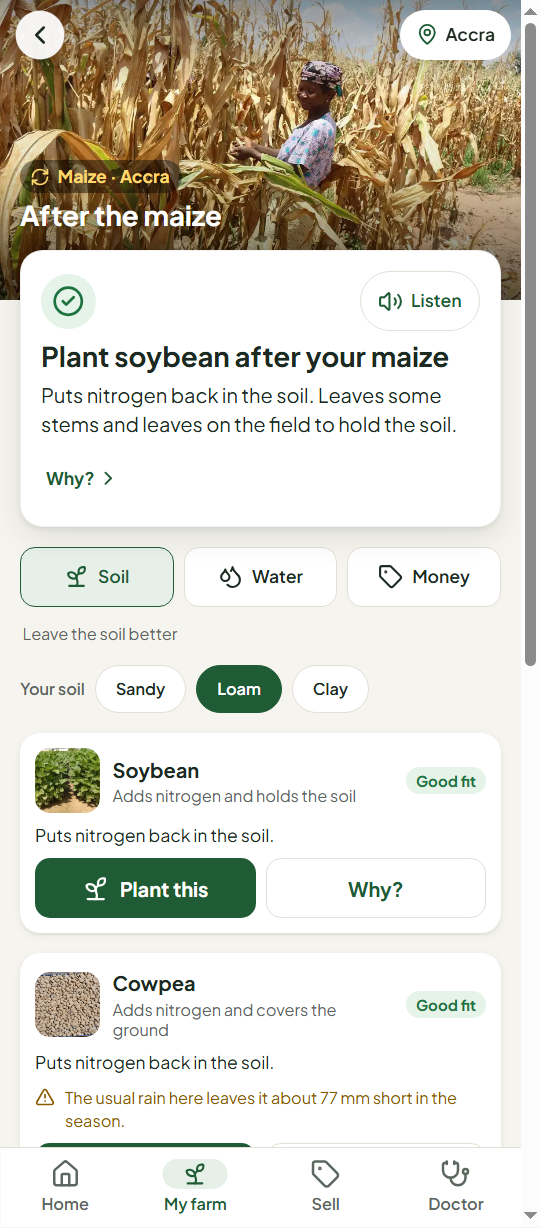 Accra
Maize · Accra
After the maize
Listen
Plant soybean after your maize
Puts nitrogen back in the soil. Leaves some
stems and leaves on the field to hold the soil.
Why?
Soil
Water
Money
Leave the soil better
Your soil
Sandy
Loam
Clay
Soybean
Adds nitrogen and holds the soil
Good fit
Puts nitrogen back in the soil.
Plant this
Why?
Cowpea
Adds nitrogen and covers the
ground
Good fit
Puts nitrogen back in the soil.
The usual rain here leaves it about 77 mm short in the
season.
Home
My farm
Sell
Doctor